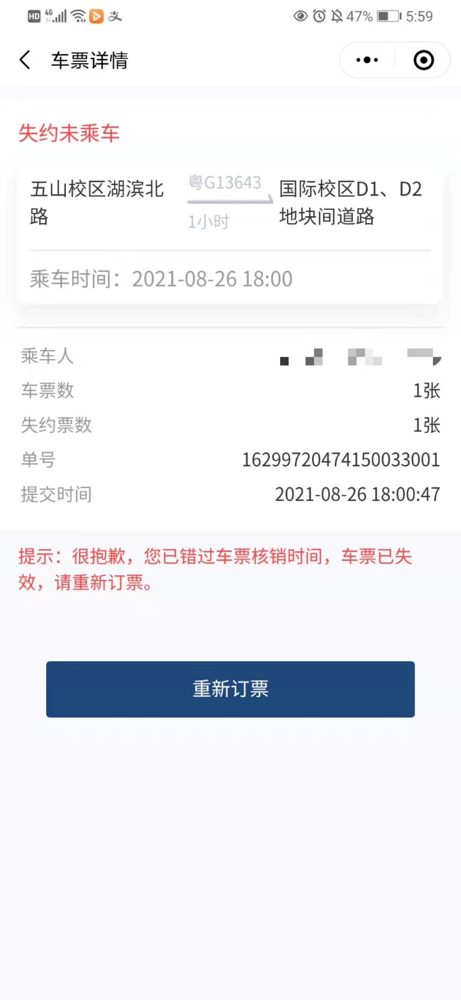 HD 4G 支 47% 5:59
车票详情
失约未乘车
五山校区湖滨北
路
粤G13643
1小时
国际校区D1、D2
地块间道路
乘车时间：2021-08-26 18:00
乘车人
车票数 1张
失约票数 1张
单号 16299720474150033001
提交时间 2021-08-26 18:00:47
提示：很抱歉，您已错过车票核销时间，车票已失
效，请重新订票。
重新订票